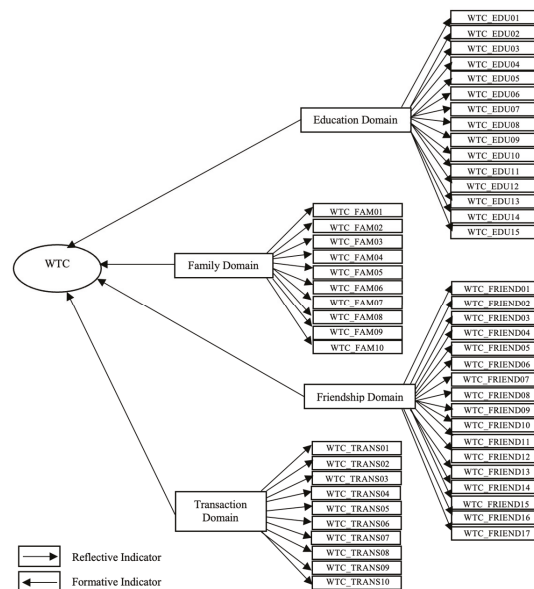 WTC_EDU01
WTC_EDU02
WTC_EDU03
WTC_EDU04
WTC_EDU05
WTC_EDU06
WTC_EDU07
WTC_EDU08
WTC_EDU09
WTC_EDU10
WTC_EDU11
WTC_EDU12
WTC_EDU13
WTC_EDU14
WTC_EDU15
Education Domain
WTC_FAM01
WTC_FAM02
WTC_FAM03
WTC_FAM04
WTC_FAM05
WTC_FAM06
WTC_FAM07
WTC_FAM08
WTC_FAM09
WTC_FAM10
WTC
Family Domain
WTC_FRIEND01
WTC_FRIEND02
WTC_FRIEND03
WTC_FRIEND04
WTC_FRIEND05
WTC_FRIEND06
WTC_FRIEND07
WTC_FRIEND08
WTC_FRIEND09
WTC_FRIEND10
WTC_FRIEND11
WTC_FRIEND12
WTC_FRIEND13
WTC_FRIEND14
WTC_FRIEND15
WTC_FRIEND16
WTC_FRIEND17
Friendship Domain
WTC_TRANS01
WTC_TRANS02
WTC_TRANS03
WTC_TRANS04
WTC_TRANS05
WTC_TRANS06
WTC_TRANS07
WTC_TRANS08
WTC_TRANS09
WTC_TRANS10
Transaction
Domain
Reflective Indicator
Formative Indicator